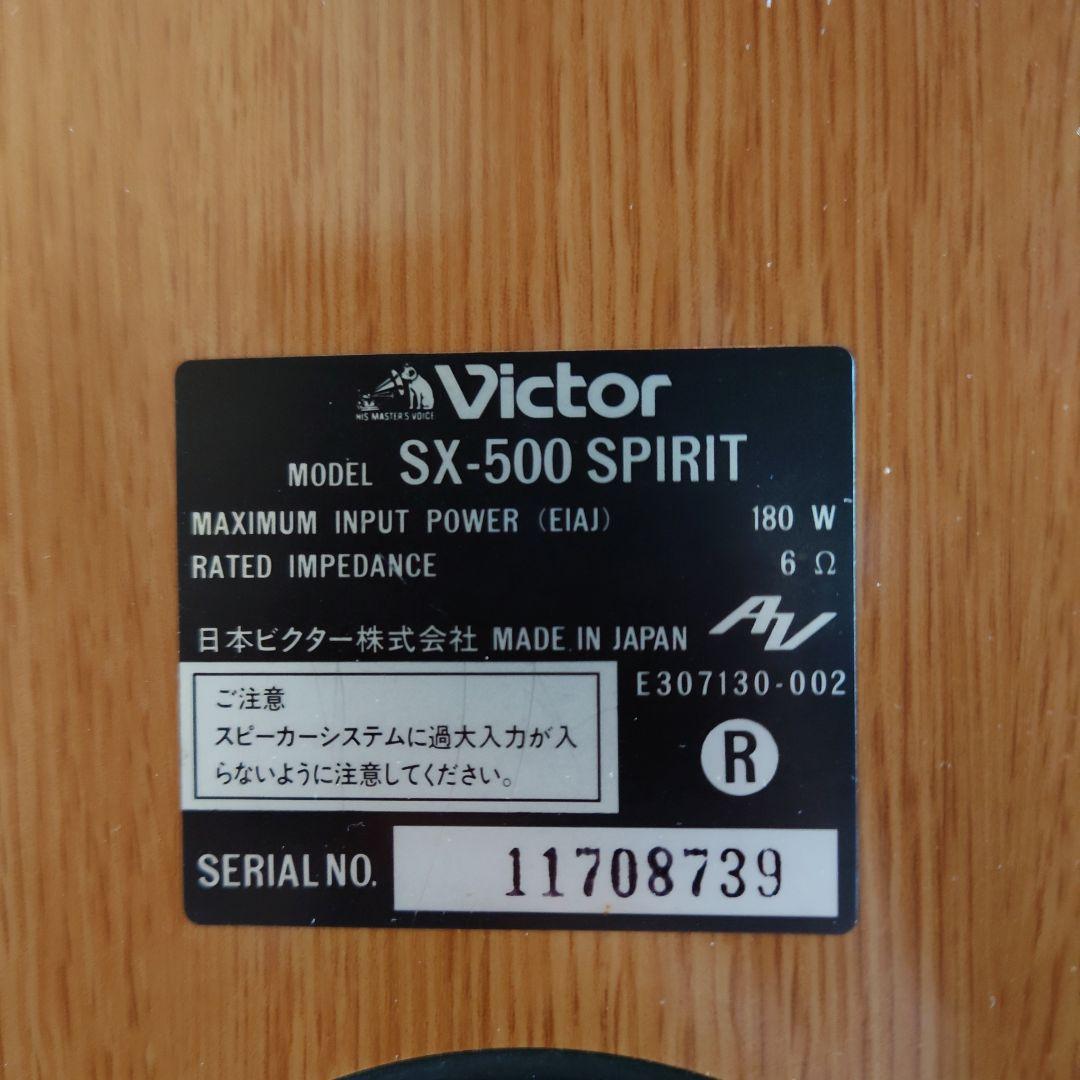 HIS MASTER'S VOICE
Victor
MODEL SX-500 SPIRIT
MAXIMUM INPUT POWER (EIAJ) 180 W
RATED IMPEDANCE 6 Ω
日本ビクター株式会社 MADE IN JAPAN AV
E307130-002
ご注意
スピーカーシステムに過大入力が入
らないように注意してください。
R
SERIAL NO. 11708739